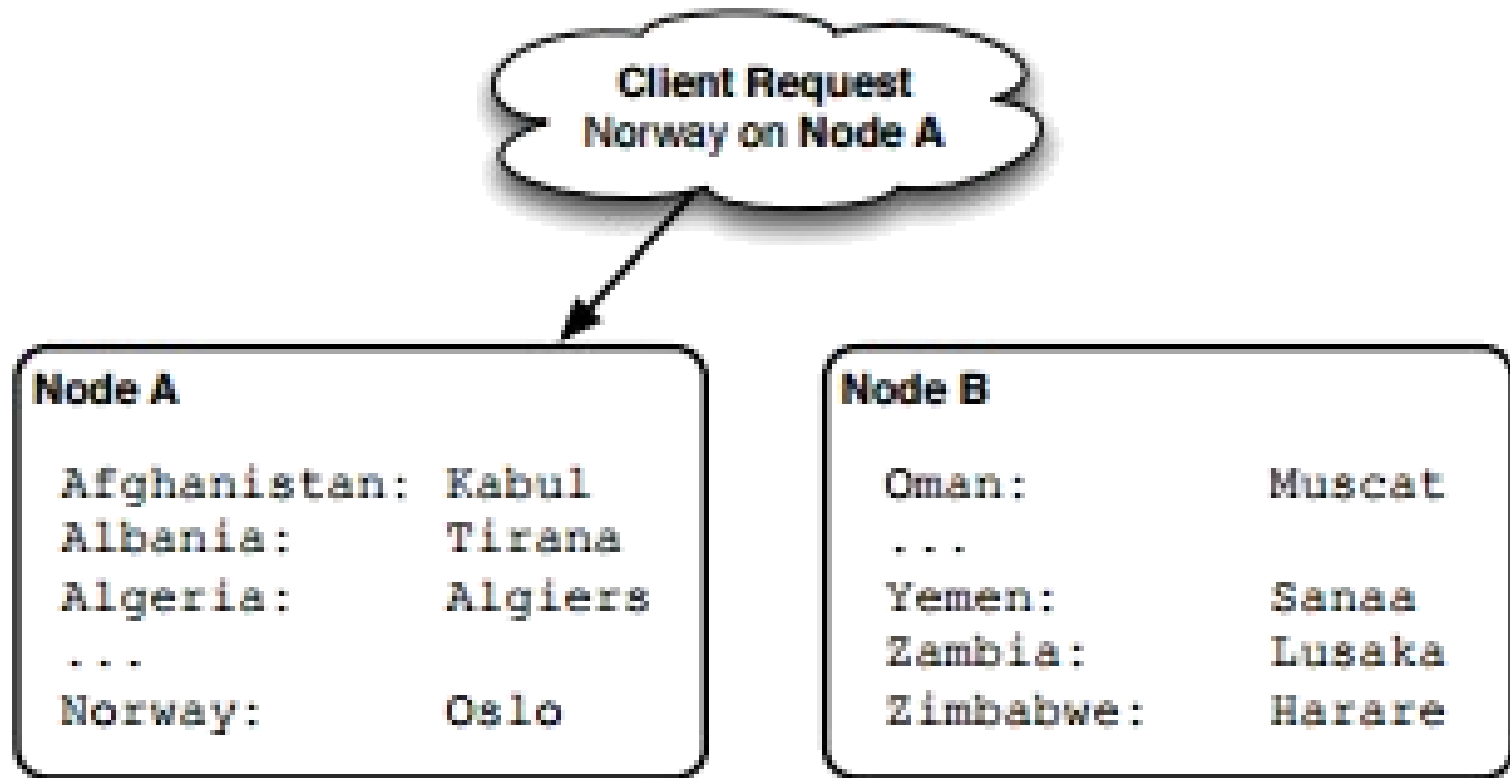 Client Request
Norway on Node A
Node A
Afghanistan: Kabul
Albania: Tirana
Algeria: Algiers
...
Norway: Oslo
Node B
Oman: Muscat
...
Yemen: Sanaa
Zambia: Lusaka
Zimbabwe: Harare